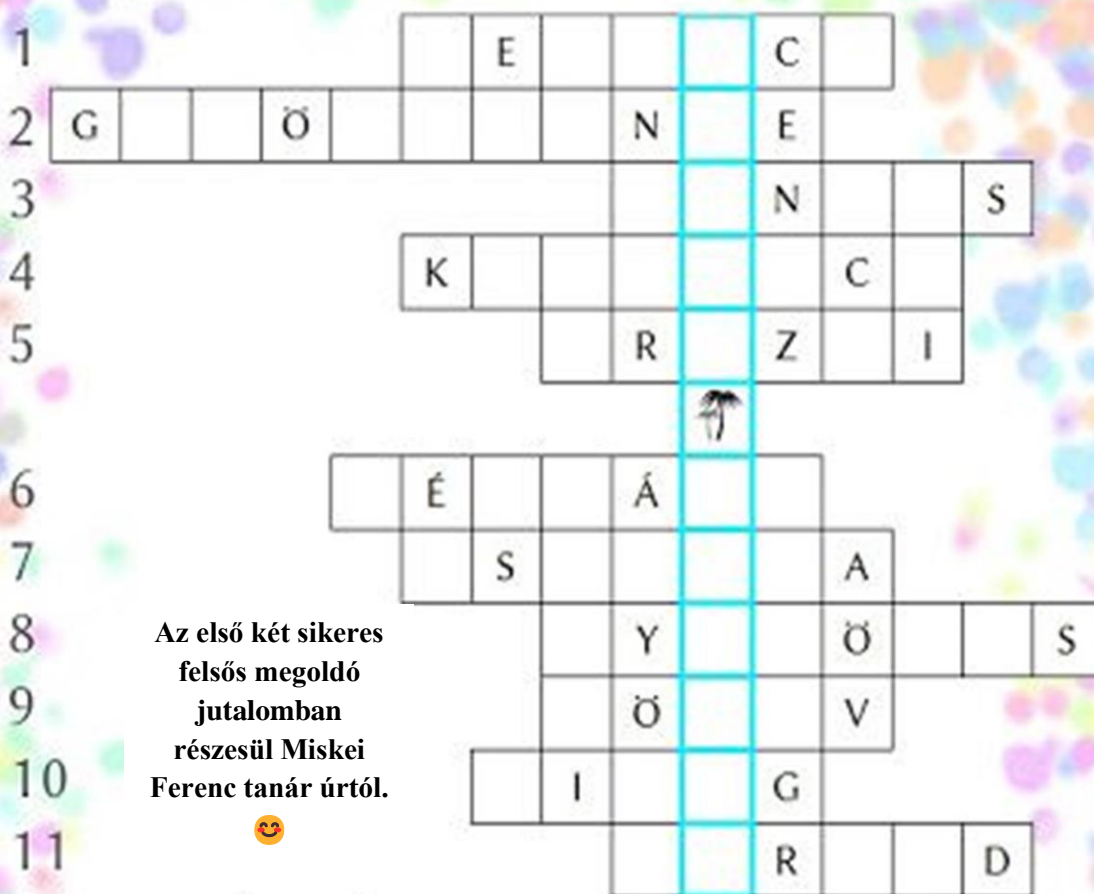 1 E C
2 G Ö N E
3 N S
4 K C
5 R Z I
6 É Á
7 S A
8 Y Ö S
9 Ö V
10 I G
11 R D
Az első két sikeres
felsős megoldó
jutalomban
részesül Miskei
Ferenc tanár úrtól.